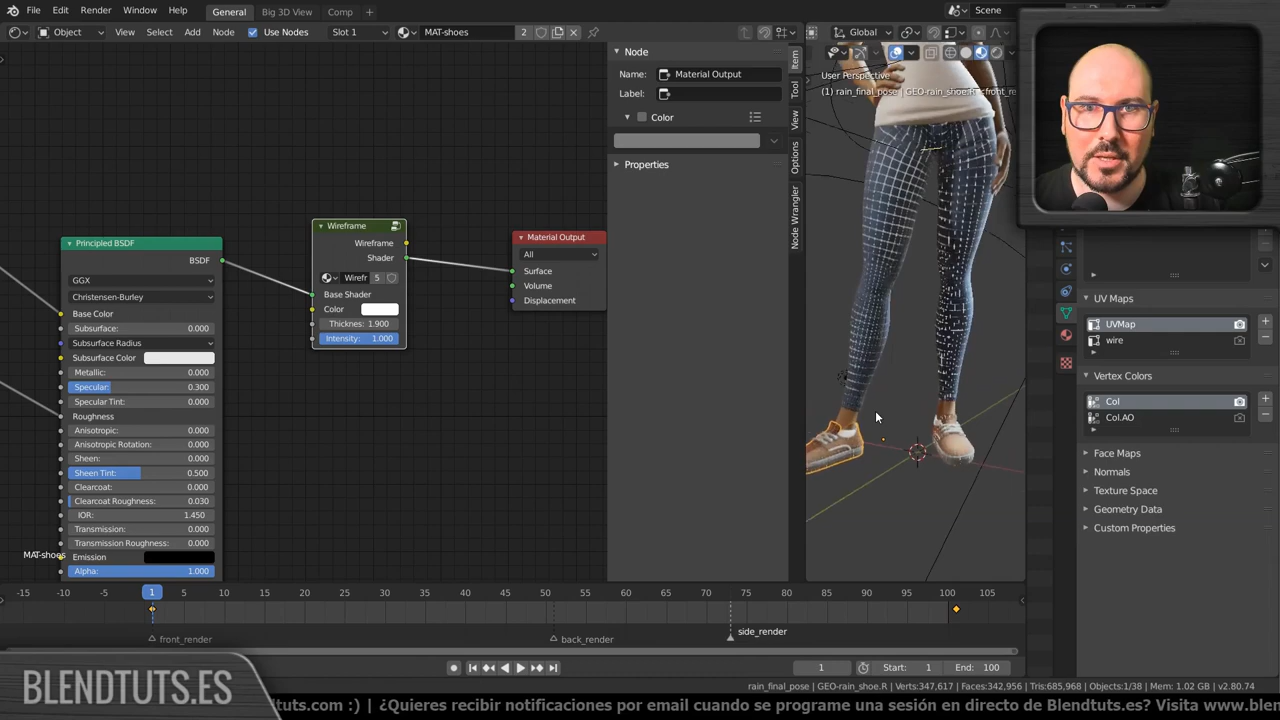 File Edit Render Window Help General Big 3D View Comp Scene
Object View Select Add Node Use Nodes Slot 1 MAT-shoes 2 Global
Node
Name: Material Output
Label:
Color
Properties
Item
Tool
View
Options
Node Wrangler
User Perspective
(1) rain_final_pose | GEO-rain_shoe.R
Principled BSDF
BSDF
GGX
Christensen-Burley
Base Color
Subsurface: 0.000
Subsurface Radius
Subsurface Color
Metallic: 0.000
Specular: 0.300
Specular Tint: 0.000
Roughness
Anisotropic: 0.000
Anisotropic Rotation: 0.000
Sheen: 0.000
Sheen Tint: 0.500
Clearcoat: 0.000
Clearcoat Roughness: 0.030
IOR: 1.450
Transmission: 0.000
Transmission Roughness: 0.000
Emission
Alpha: 1.000
MAT-shoes
Wireframe
Wireframe
Shader
Wirefr 5
Base Shader
Color
Thicknes: 1.900
Intensity: 1.000
Material Output
All
Surface
Volume
Displacement
UV Maps
UVMap
wire
Vertex Colors
Col
Col.AO
Face Maps
Normals
Texture Space
Geometry Data
Custom Properties
-15 -10 -5 1 5 10 15 20 25 30 35 40 45 50 55 60 65 70 75 80 85 90 95 100 105
front_render back_render side_render
1 Start: 1 End: 100
rain_final_pose | GEO-rain_shoe.R | Verts:347,617 | Faces:342,956 | Tris:685,968 | Objects:1/38 | Mem: 1.02 GB | v2.80.74
BLENDTUTS.ES
dtuts.com :) | ¿Quieres recibir notificaciones por email cuando se programe una sesión en directo de Blendtuts.es? Visita www.blen